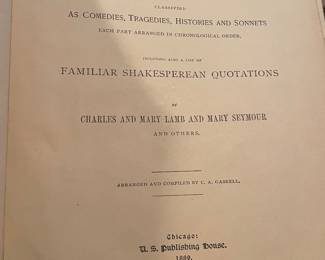 CLASSIFIED
AS COMEDIES, TRAGEDIES, HISTORIES AND SONNETS
EACH PART ARRANGED IN CHRONOLOGICAL ORDER,
INCLUDING ALSO A LIST OF
FAMILIAR SHAKESPEREAN QUOTATIONS
BY
CHARLES AND MARY LAMB AND MARY SEYMOUR
AND OTHERS.
ARRANGED AND COMPILED BY C. A. GASKELL.
Chicago:
U. S. Publishing House.
1889.